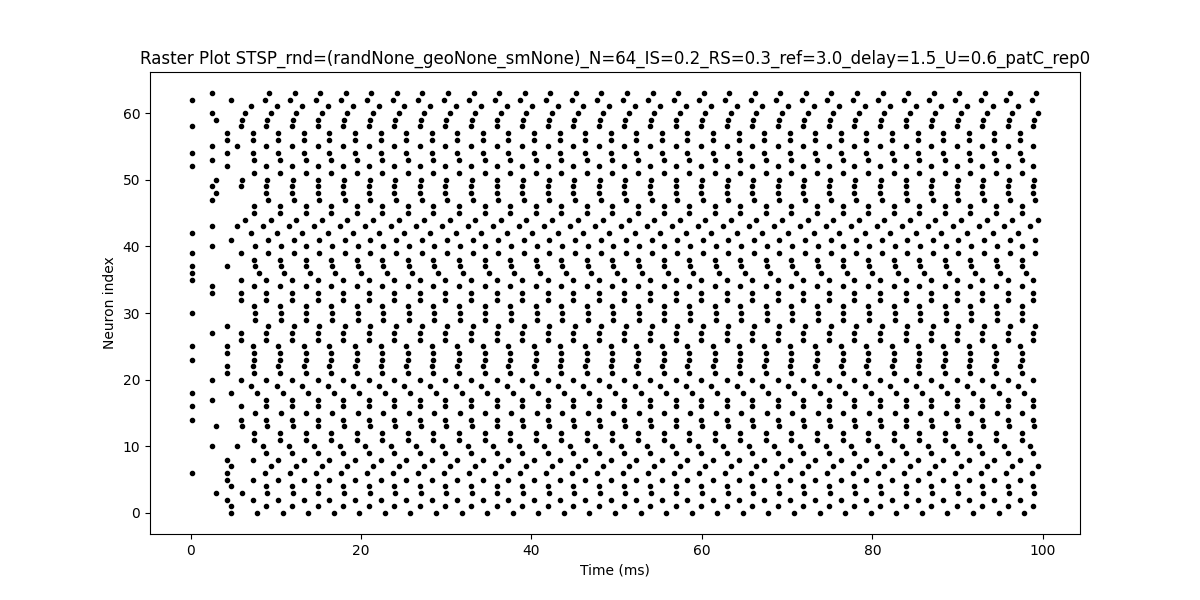 Raster Plot STSP_rnd=(randNone_geoNone_smNone)_N=64_IS=0.2_RS=0.3_ref=3.0_delay=1.5_U=0.6_patC_rep0
60
50
40
30
20
10
0
Neuron index
0 20 40 60 80 100
Time (ms)